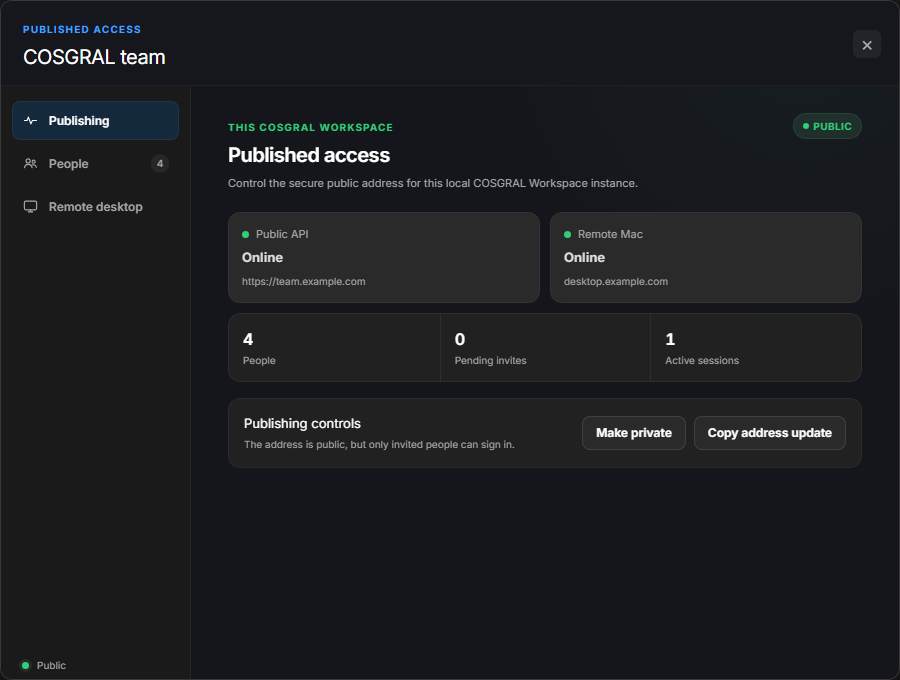 PUBLISHED ACCESS
COSGRAL team
Publishing
People
4
Remote desktop
THIS COSGRAL WORKSPACE
PUBLIC
Published access
Control the secure public address for this local COSGRAL Workspace instance.
Public API
Online
https://team.example.com
Remote Mac
Online
desktop.example.com
4
People
0
Pending invites
1
Active sessions
Publishing controls
The address is public, but only invited people can sign in.
Make private
Copy address update
Public